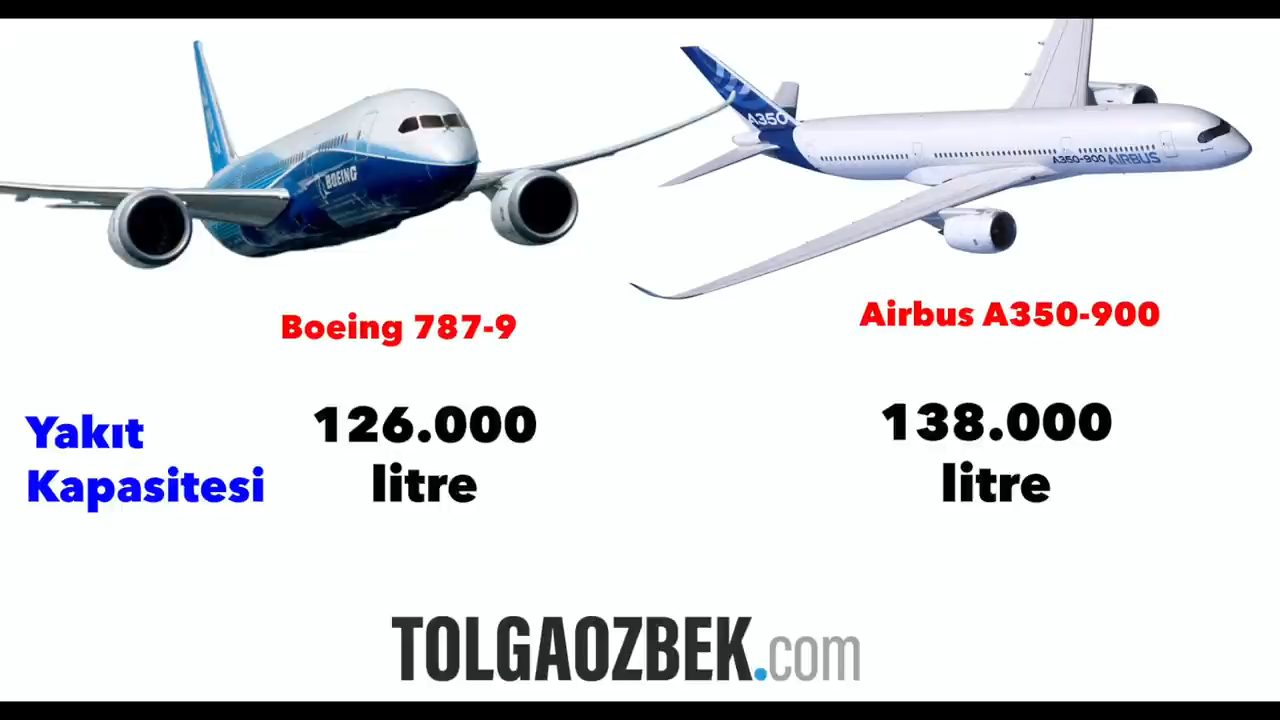 BOEING
A350
A350-900 AIRBUS
Boeing 787-9
Airbus A350-900
Yakıt
Kapasitesi
126.000
litre
138.000
litre
TOLGAOZBEK.com